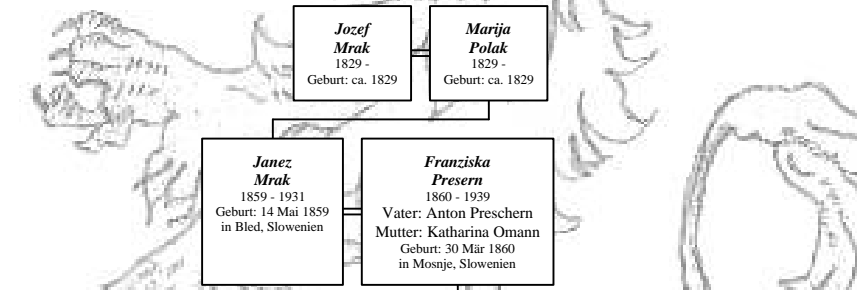 Jozef
Mrak
1829 -
Geburt: ca. 1829
Marija
Polak
1829 -
Geburt: ca. 1829
Janez
Mrak
1859 - 1931
Geburt: 14 Mai 1859
in Bled, Slowenien
Franziska
Presern
1860 - 1939
Vater: Anton Preschern
Mutter: Katharina Omann
Geburt: 30 Mär 1860
in Mosnje, Slowenien